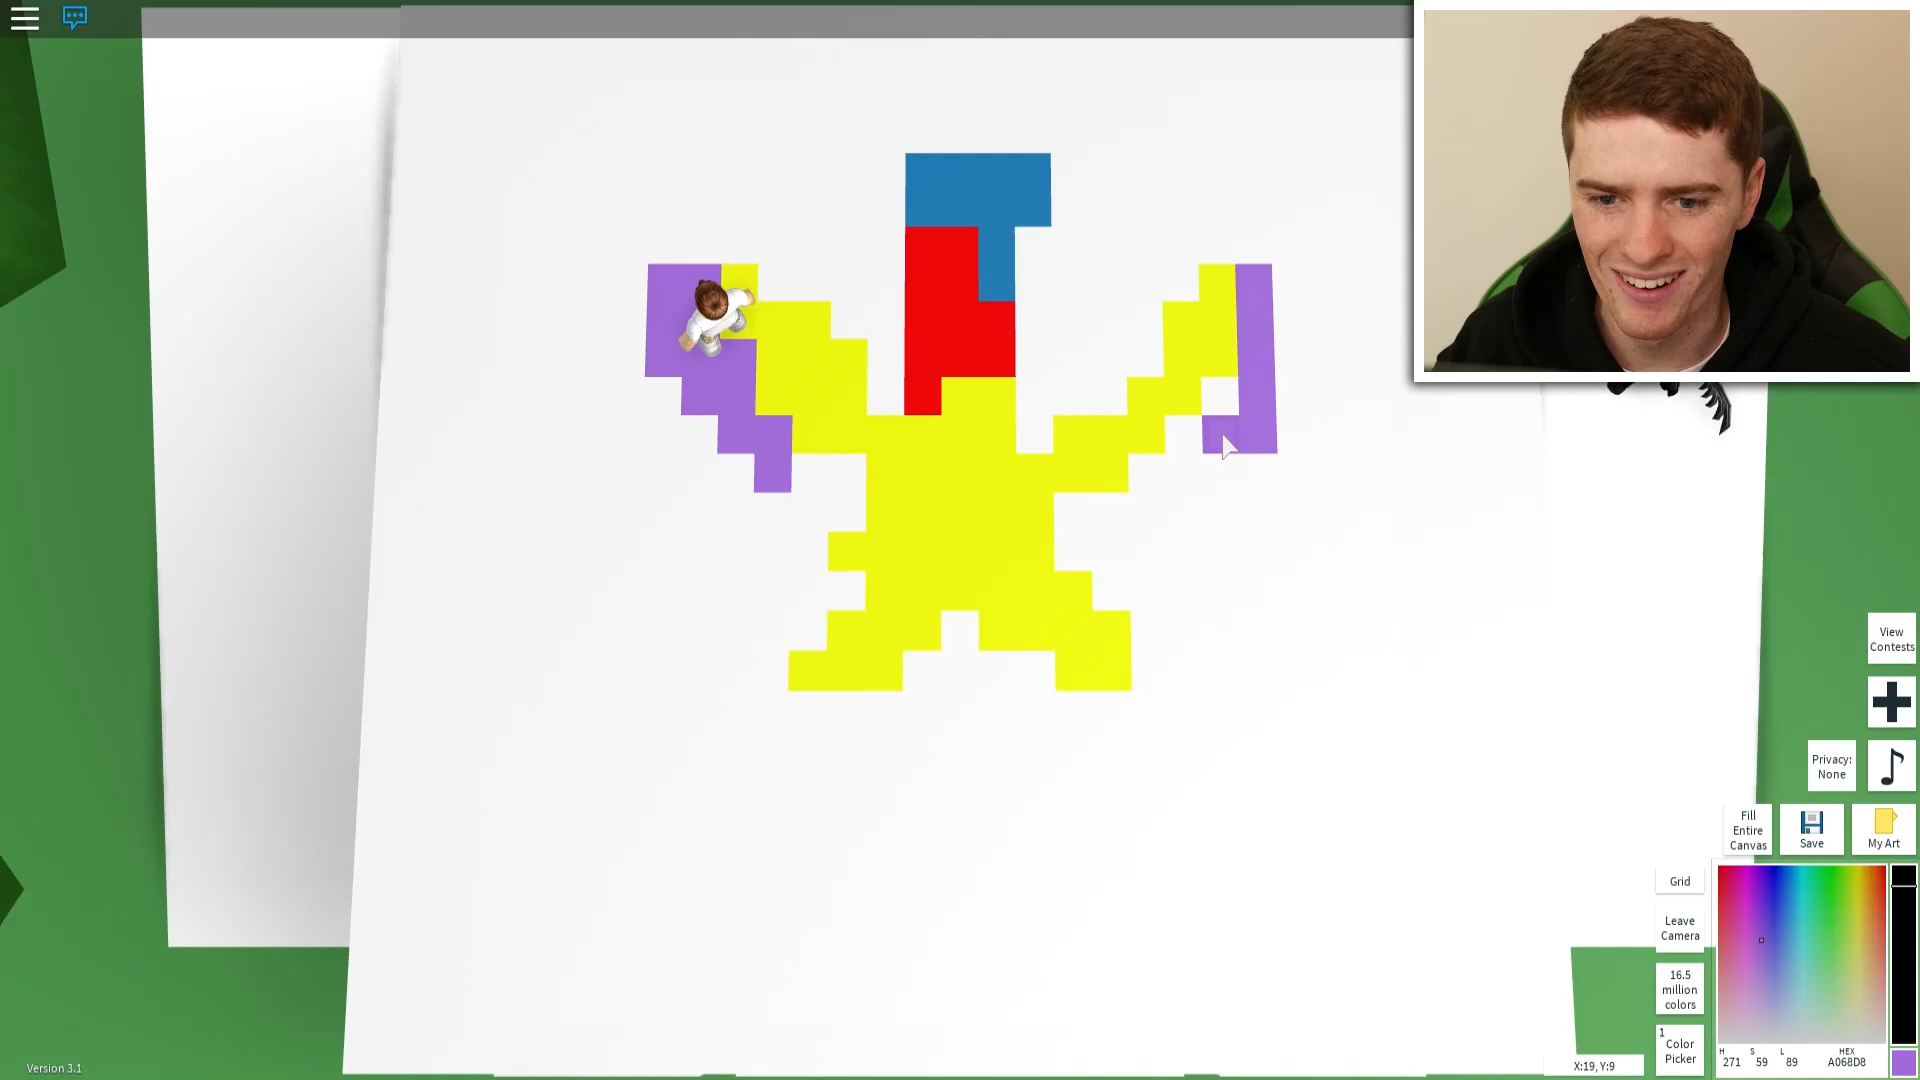 View
Contests
Privacy:
None
Fill
Entire
Canvas
Save
My Art
Grid
Leave
Camera
16.5
million
colors
1
Color
Picker
H S L HEX
271 59 89 A068D8
X:19, Y:9
Version 3.1